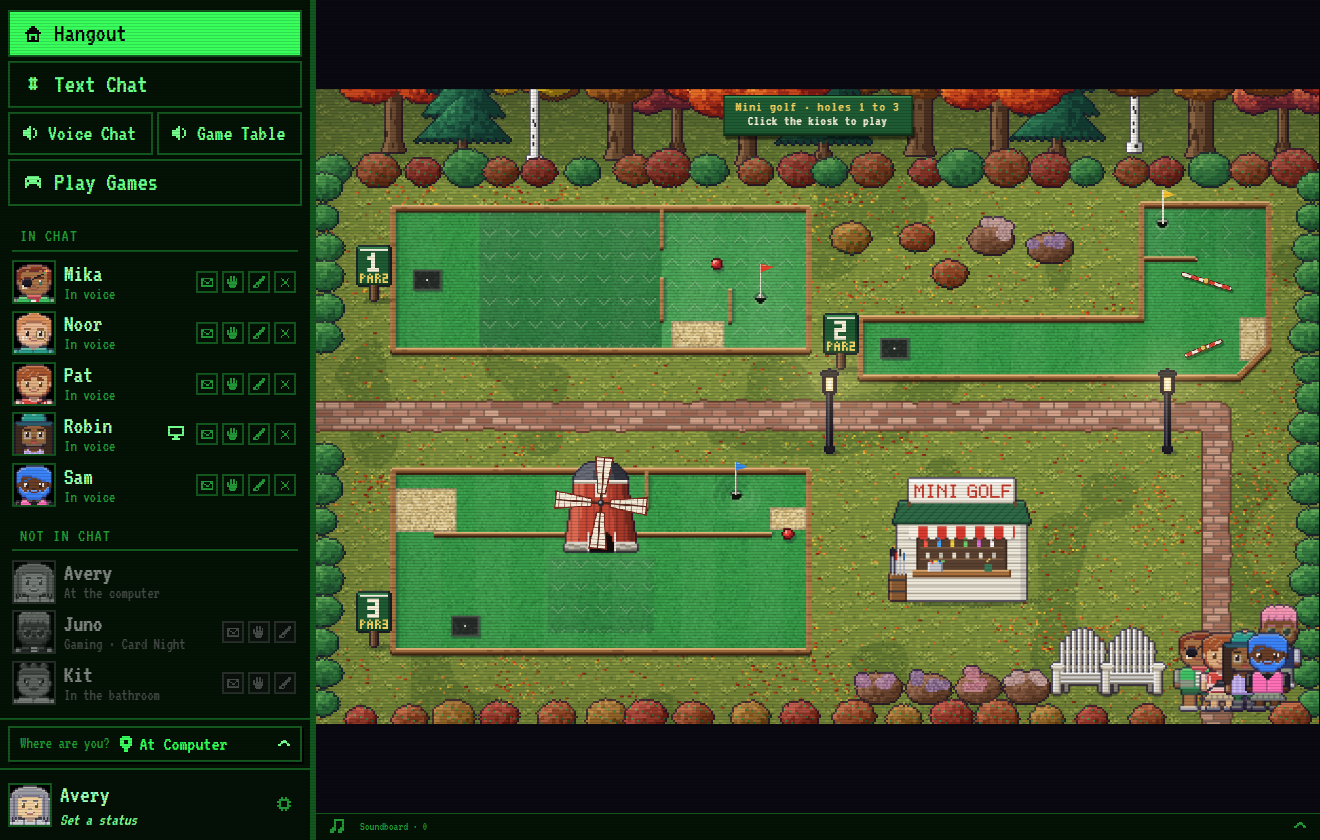 Hangout
Text Chat
Voice Chat
Game Table
Play Games
IN CHAT
Mika
In voice
Noor
In voice
Pat
In voice
Robin
In voice
Sam
In voice
NOT IN CHAT
Avery
At the computer
Juno
Gaming · Card Night
Kit
In the bathroom
Where are you? At Computer
Avery
Set a status
Mini golf · holes 1 to 3
Click the kiosk to play
1
PAR2
2
PAR2
MINI GOLF
3
PAR3
Soundboard · 0